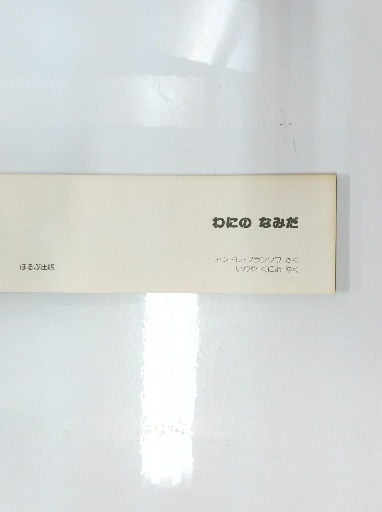 わにの なみだ
アンドレ・フランソワ さく
いわや くにお やく
ほるぷ出版